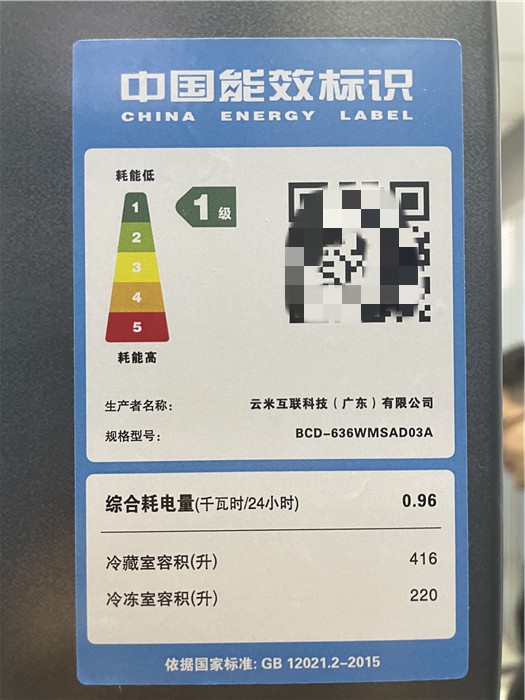 中国能效标识
CHINA ENERGY LABEL
耗能低
1
1级
2
3
4
5
耗能高
生产者名称： 云米互联科技（广东）有限公司
规格型号： BCD-636WMSAD03A
综合耗电量(千瓦时/24小时) 0.96
冷藏室容积(升) 416
冷冻室容积(升) 220
依据国家标准: GB 12021.2-2015